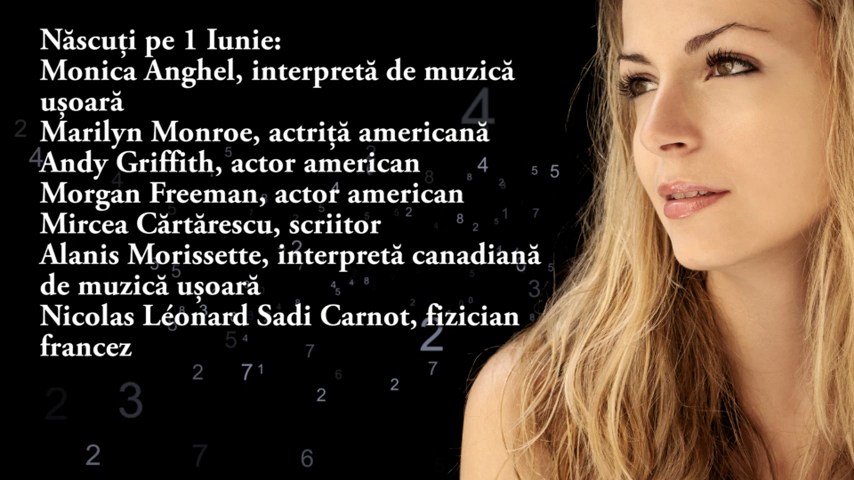 Născuți pe 1 Iunie:
Monica Anghel, interpretă de muzică
ușoară
Marilyn Monroe, actriță americană
Andy Griffith, actor american
Morgan Freeman, actor american
Mircea Cărtărescu, scriitor
Alanis Morissette, interpretă canadiană
de muzică ușoară
Nicolas Léonard Sadi Carnot, fizician
francez